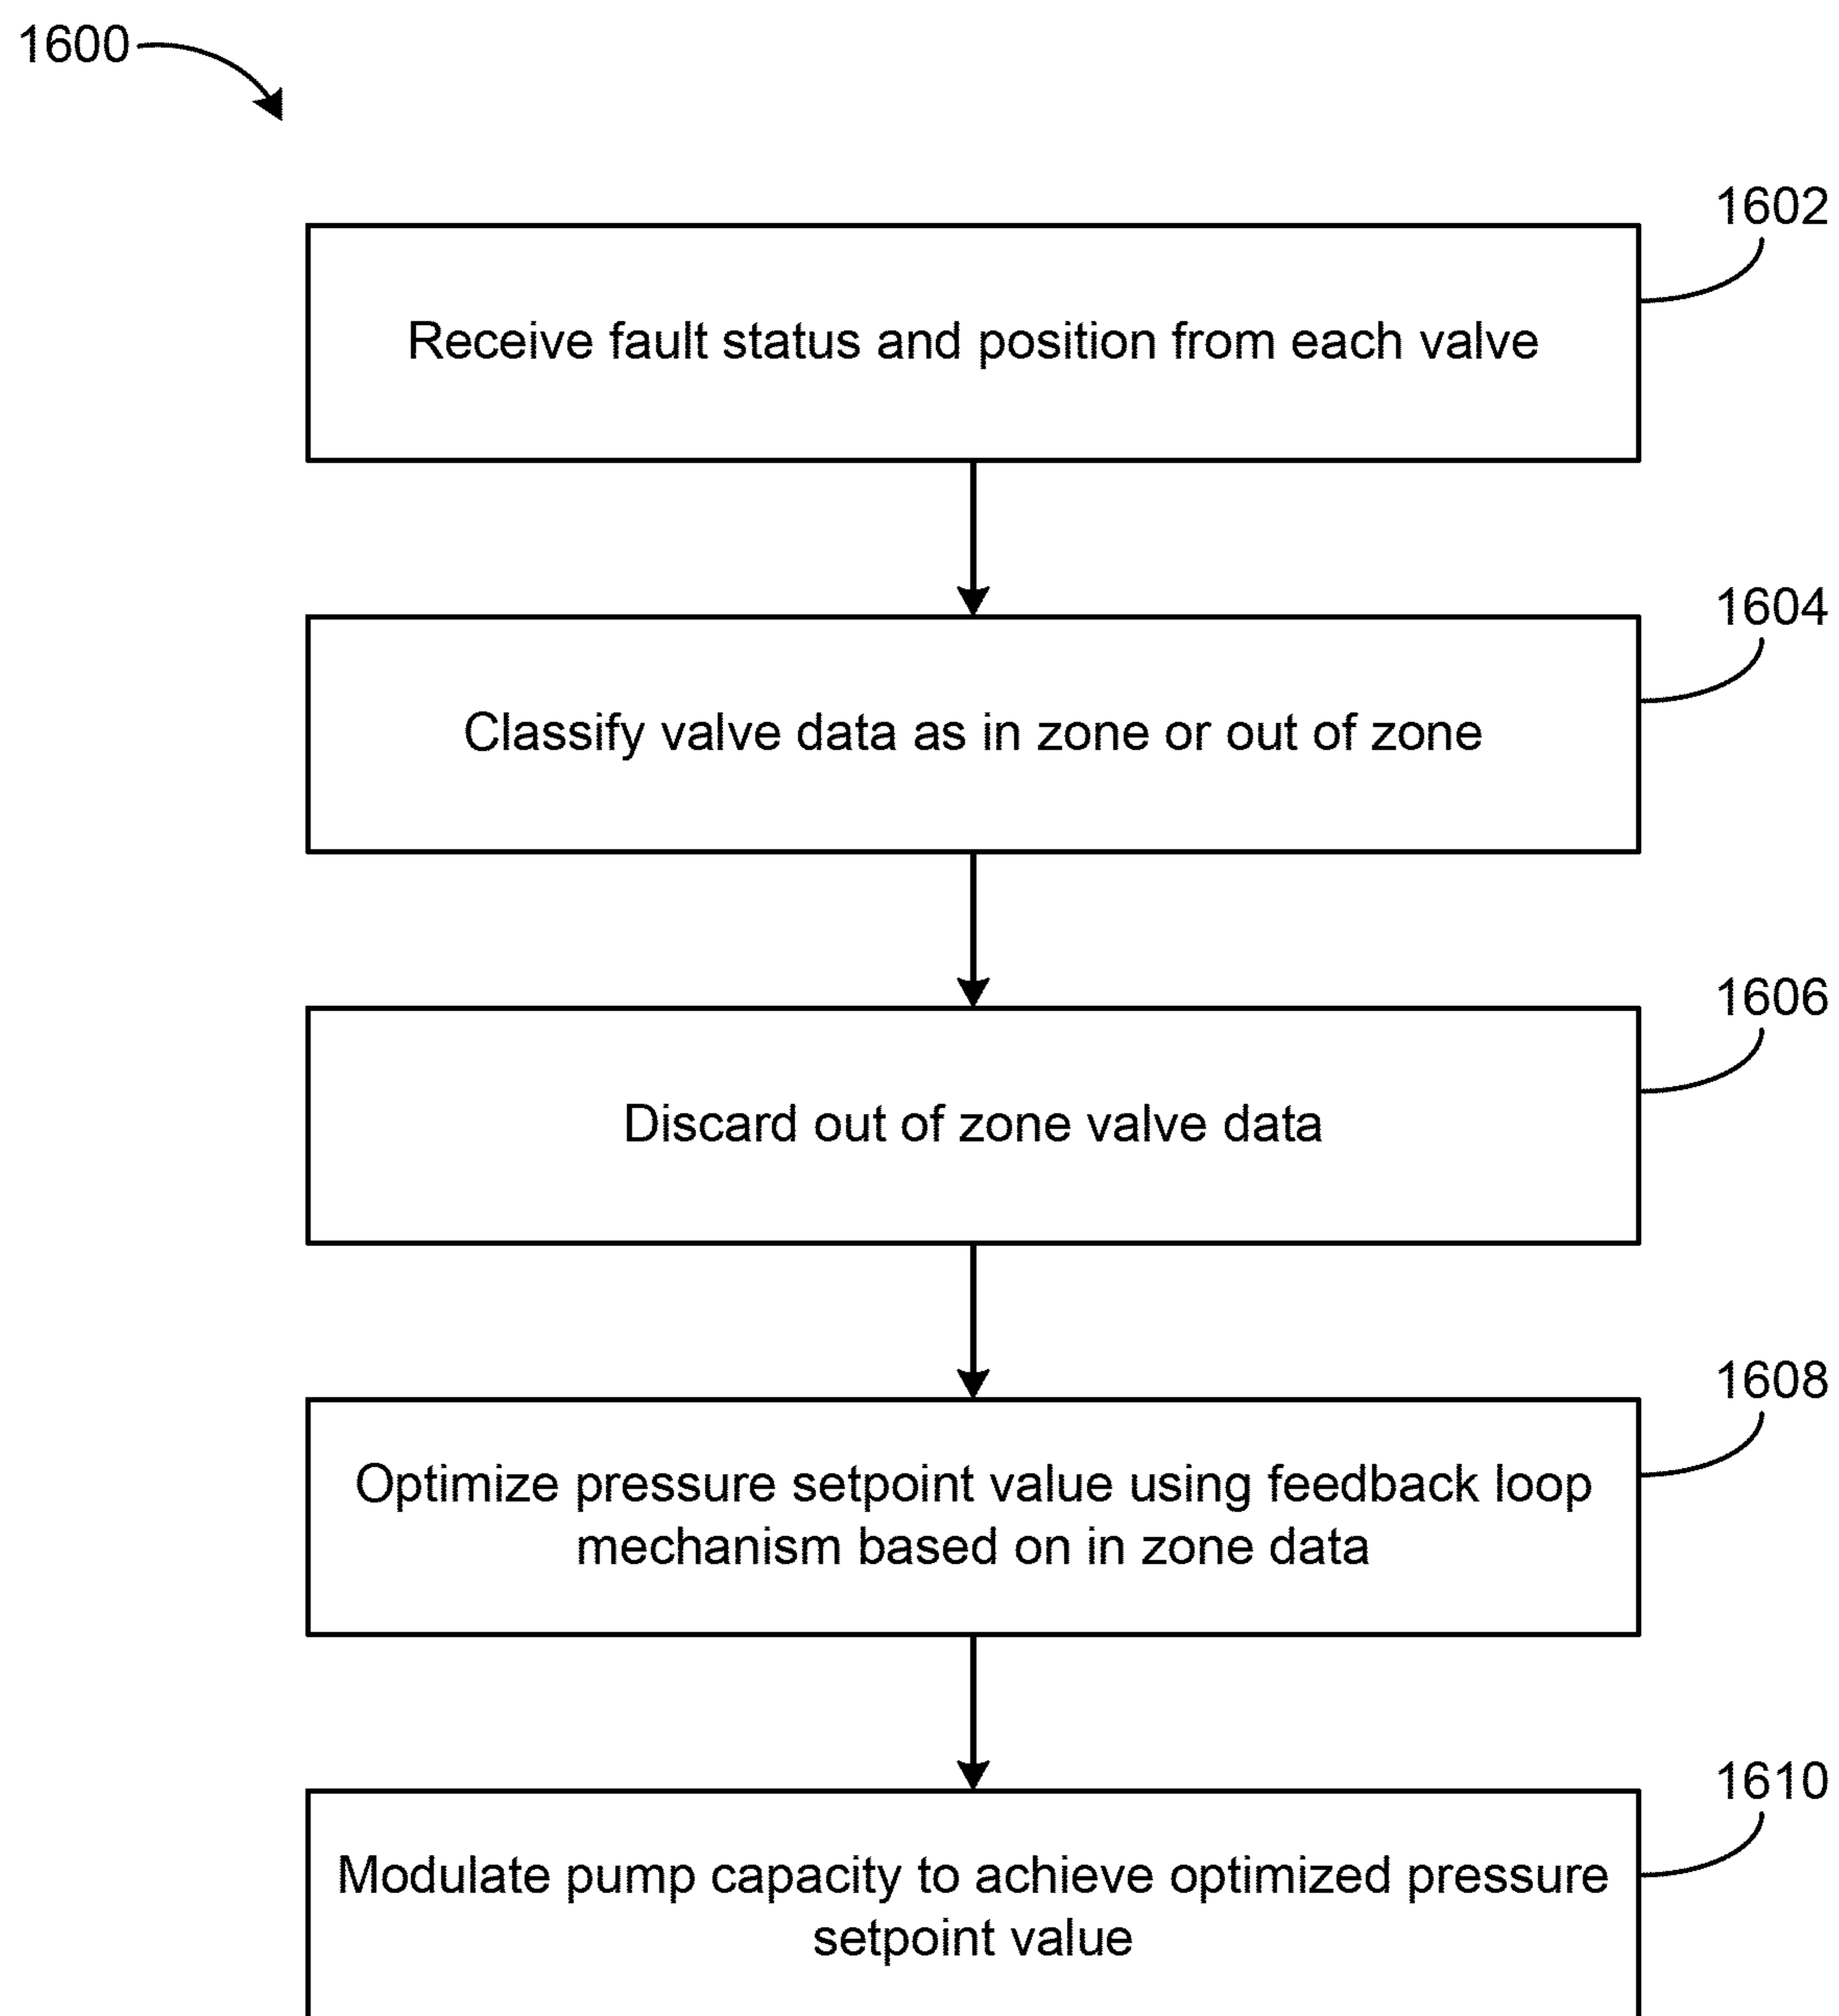 1600
1602
Receive fault status and position from each valve
1604
Classify valve data as in zone or out of zone
1606
Discard out of zone valve data
1608
Optimize pressure setpoint value using feedback loop
mechanism based on in zone data
1610
Modulate pump capacity to achieve optimized pressure
setpoint value